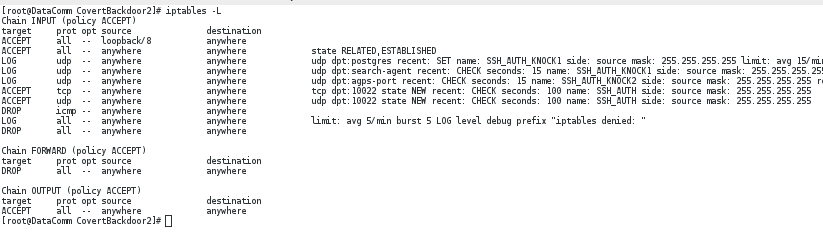 [root@DataComm CovertBackdoor2]# iptables -L
Chain INPUT (policy ACCEPT)
target     prot opt source               destination
ACCEPT     all  --  loopback/8           anywhere
ACCEPT     all  --  anywhere             anywhere             state RELATED,ESTABLISHED
LOG        udp  --  anywhere             anywhere             udp dpt:postgres recent: SET name: SSH_AUTH_KNOCK1 side: source mask: 255.255.255.255 limit: avg 15/min
LOG        udp  --  anywhere             anywhere             udp dpt:search-agent recent: CHECK seconds: 15 name: SSH_AUTH_KNOCK1 side: source mask: 255.255.255.255
LOG        udp  --  anywhere             anywhere             udp dpt:agps-port recent: CHECK seconds: 15 name: SSH_AUTH_KNOCK2 side: source mask: 255.255.255.255
ACCEPT     tcp  --  anywhere             anywhere             tcp dpt:10022 state NEW recent: CHECK seconds: 100 name: SSH_AUTH side: source mask: 255.255.255.255
ACCEPT     udp  --  anywhere             anywhere             udp dpt:10022 state NEW recent: CHECK seconds: 100 name: SSH_AUTH side: source mask: 255.255.255.255
DROP       icmp --  anywhere             anywhere
LOG        all  --  anywhere             anywhere             limit: avg 5/min burst 5 LOG level debug prefix "iptables denied: "
DROP       all  --  anywhere             anywhere
Chain FORWARD (policy ACCEPT)
target     prot opt source               destination
DROP       all  --  anywhere             anywhere
Chain OUTPUT (policy ACCEPT)
target     prot opt source               destination
ACCEPT     all  --  anywhere             anywhere
[root@DataComm CovertBackdoor2]#